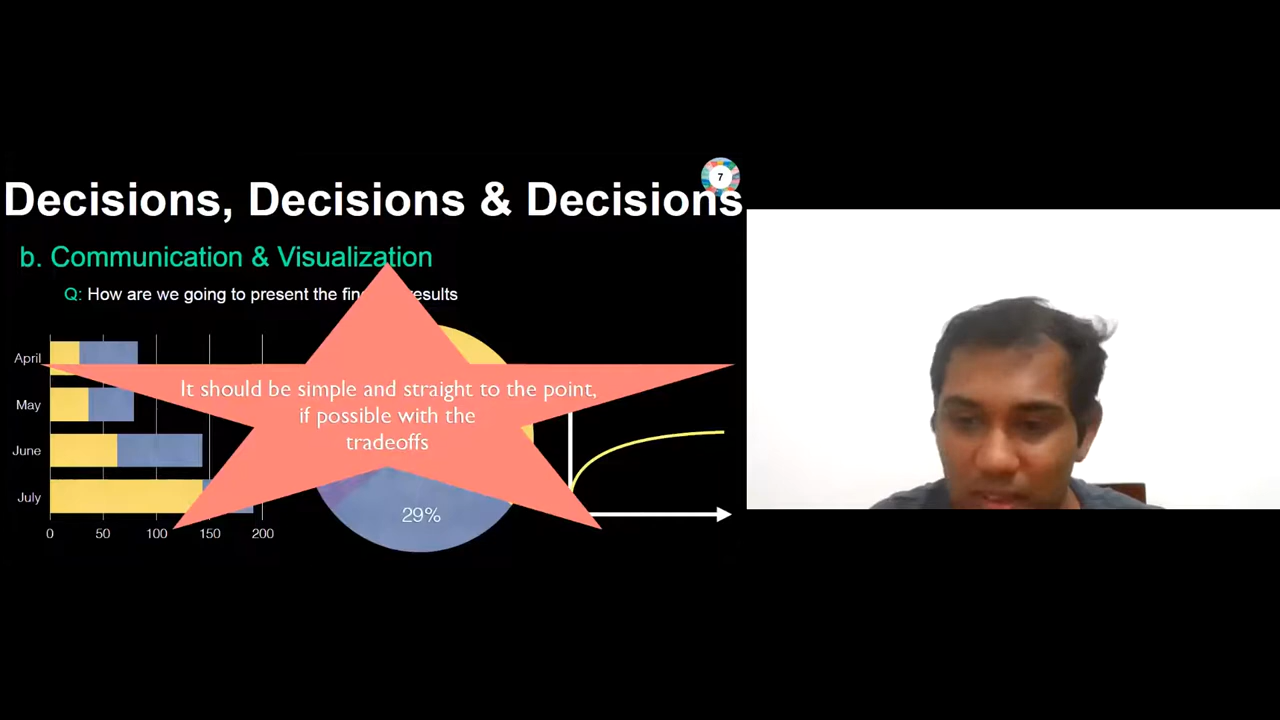 7
Decisions, Decisions & Decisions
b. Communication & Visualization
Q: How are we going to present the results
April
May
June
July
0 50 100 150 200
It should be simple and straight to the point,
if possible with the
tradeoffs
29%